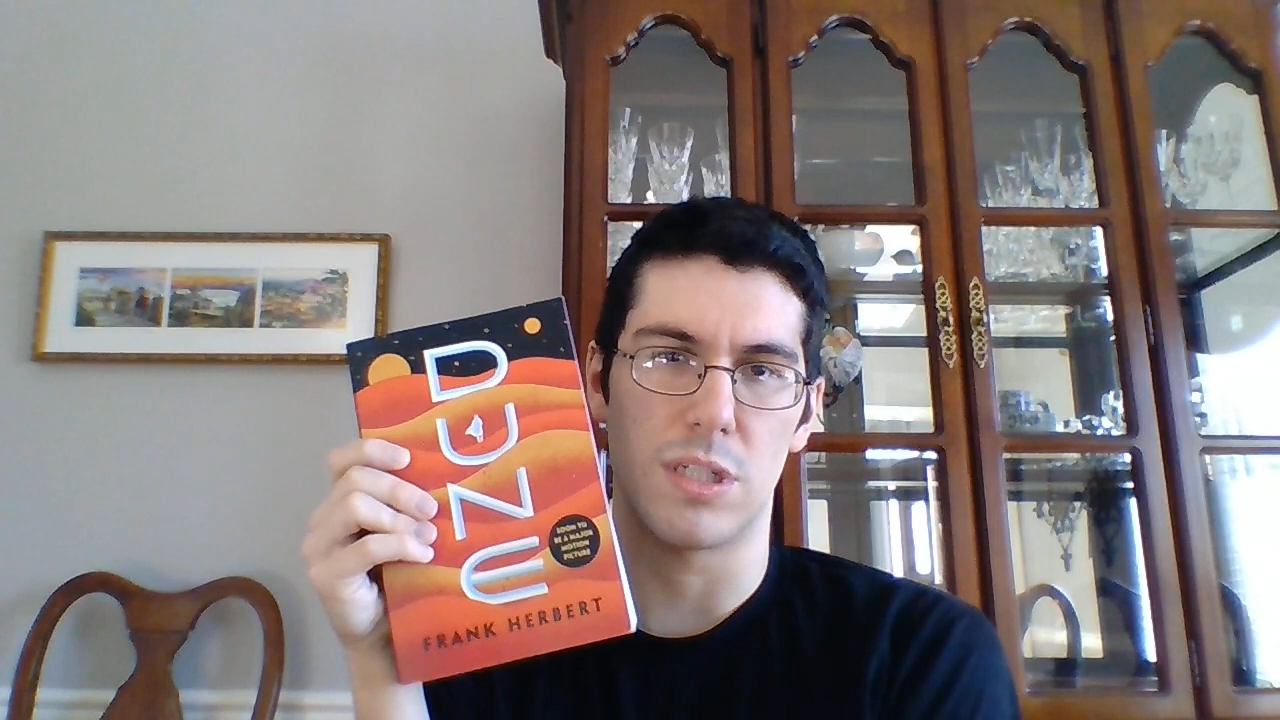 DUNE
SOON TO
BE A MAJOR
MOTION
PICTURE
FRANK HERBERT